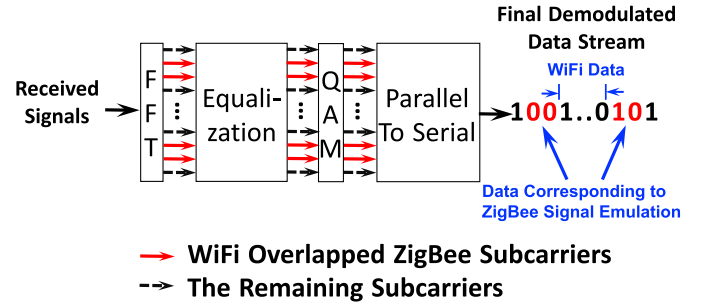 Final Demodulated
Data Stream
WiFi Data
Received
Signals
F
F
T
Equali-
zation
Q
A
M
Parallel
To Serial
1001..0101
Data Corresponding to
ZigBee Signal Emulation
WiFi Overlapped ZigBee Subcarriers
The Remaining Subcarriers